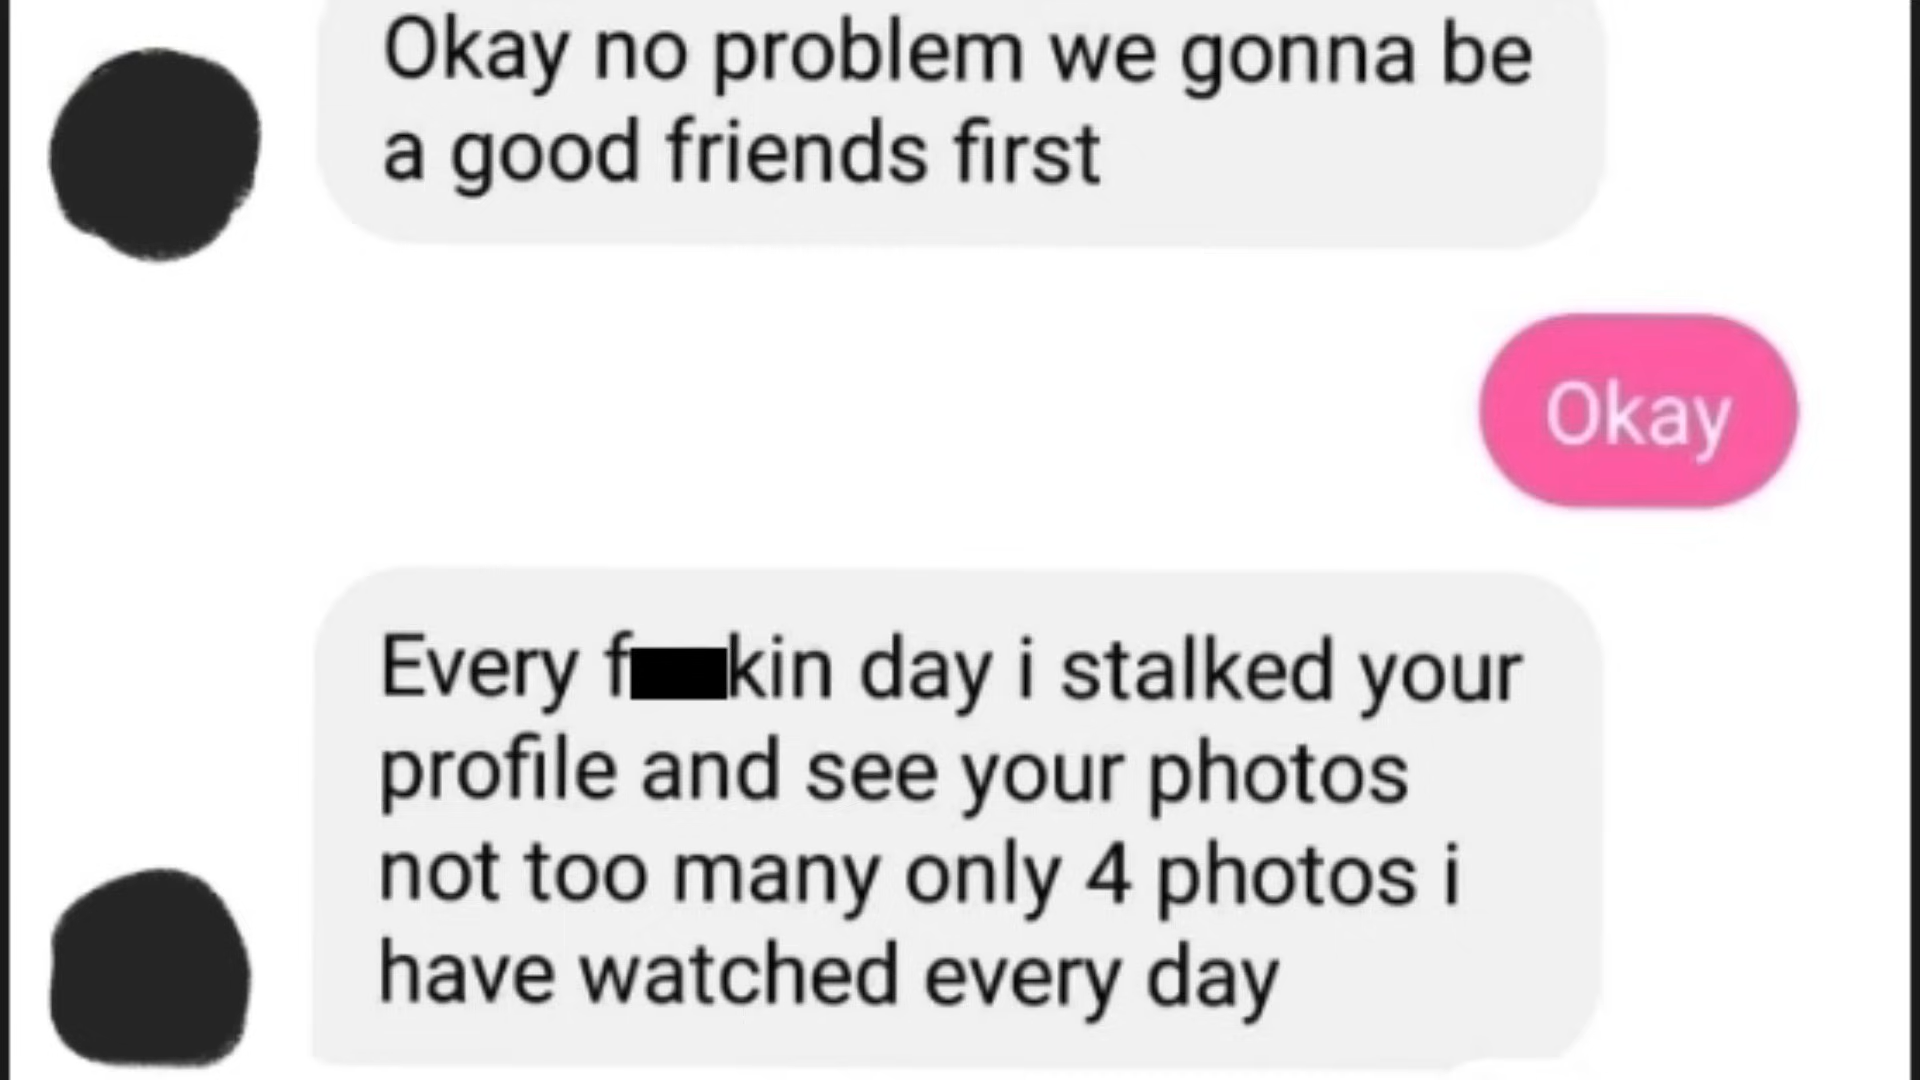 Okay no problem we gonna be
a good friends first
Okay
Every f kin day i stalked your
profile and see your photos
not too many only 4 photos i
have watched every day